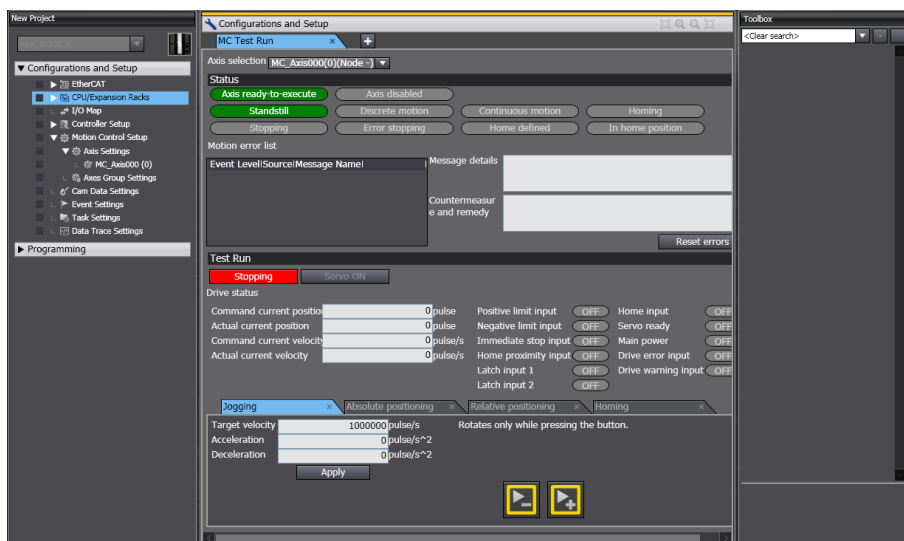 New Project
new_NJ301_0
Configurations and Setup
EtherCAT
CPU/Expansion Racks
I/O Map
Controller Setup
Motion Control Setup
Axis Settings
MC_Axis000 (0)
Axes Group Settings
Cam Data Settings
Event Settings
Task Settings
Data Trace Settings
Programming
Configurations and Setup
MC Test Run
Axis selection MC_Axis000(0)(Node -)
Status
Axis ready-to-execute Axis disabled
Standstill Discrete motion Continuous motion Homing
Stopping Error stopping Home defined In home position
Motion error list
Event Level|Source|Message Name|
Message details
Countermeasur
e and remedy
Reset errors
Test Run
Stopping Servo ON
Drive status
Command current positio 0 pulse Positive limit input OFF Home input OFF
Actual current position 0 pulse Negative limit input OFF Servo ready OFF
Command current velocit 0 pulse/s Immediate stop input OFF Main power OFF
Actual current velocity 0 pulse/s Home proximity input OFF Drive error input OFF
Latch input 1 OFF Drive warning input OFF
Latch input 2 OFF
Jogging Absolute positioning Relative positioning Homing
Target velocity 1000000 pulse/s Rotates only while pressing the button.
Acceleration 0 pulse/s^2
Deceleration 0 pulse/s^2
Apply
Toolbox
<Clear search>